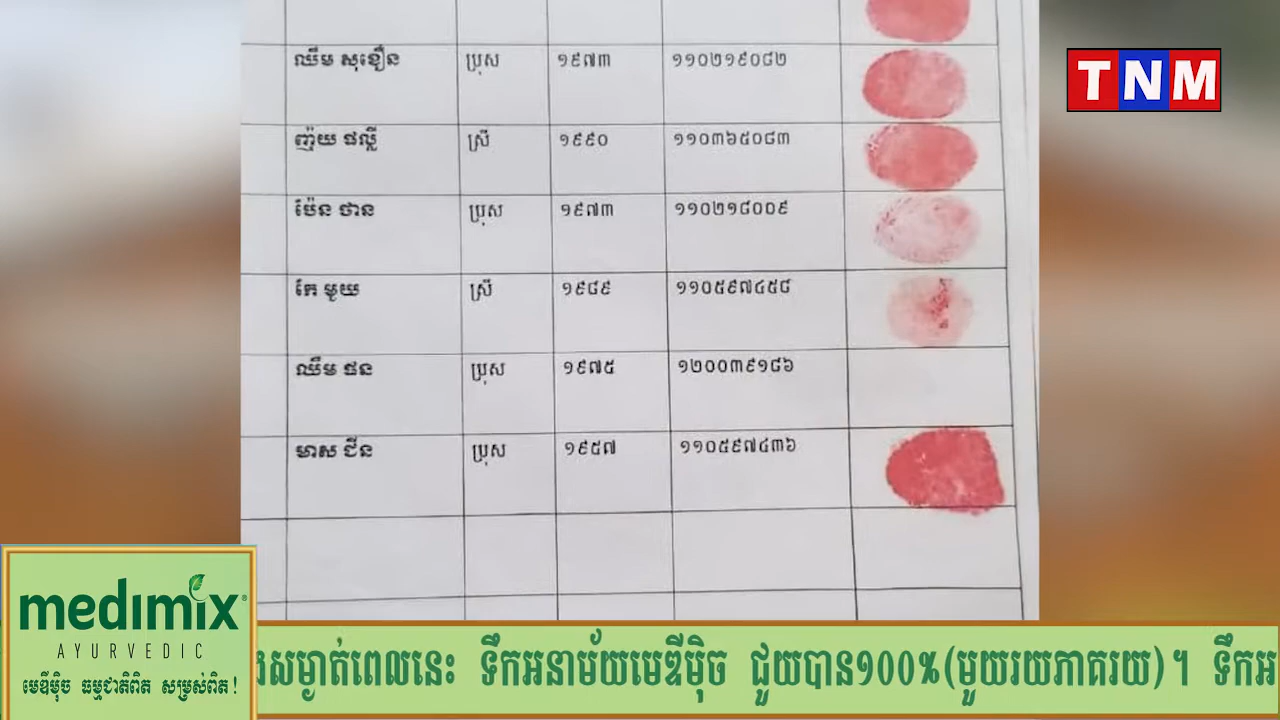 ឈឹម សុខឿន ប្រុស ១៩៧៣ ១១០២១៩០៨២
TNM
ញ៉យ ផល្លី ស្រី ១៩៩០ ១១០៣៦៥០៨៣
ប៉ែន ថាន ប្រុស ១៩៧៣ ១១០២១៨០០៩
កែ មួយ ស្រី ១៩៨៩ ១១០៥៩៧៤៥៨
ឈឹម ផន ប្រុស ១៩៧៥ ១២០០៣៩១៨៦
មាស ជីន ប្រុស ១៩៥៧ ១១០៥៩៧៤៣៦
medimix
AYURVEDIC
មេឌីម៉ិច ធម្មជាតិពិត សម្រស់ពិត!
សម្ងាត់ពេលនេះ ទឹកអនាម័យមេឌីម៉ិច ជួយបាន១០០%(មួយរយភាគរយ)។